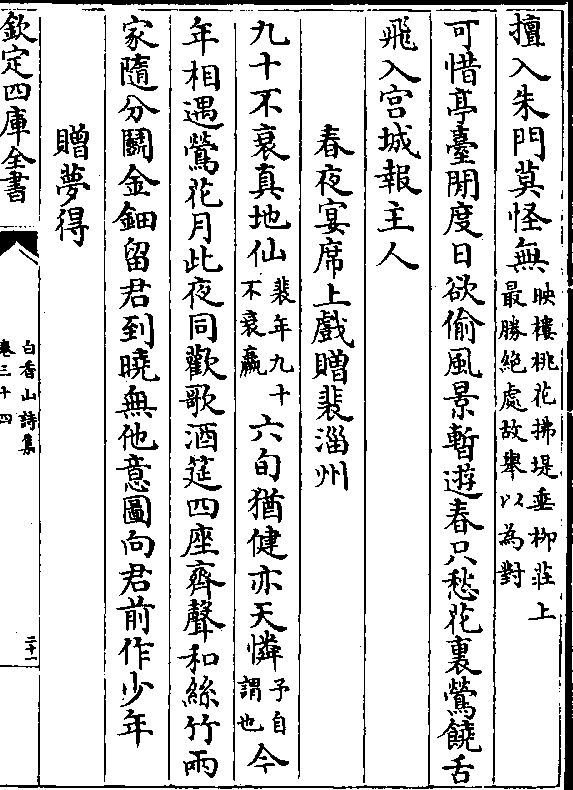 擅入朱門莫怪無映樓桃花拂堤垂柳莊上最勝絶處故舉以為對
可惜亭臺閒度日欲偷風景暫遊春只愁花裏鶯饒舌
飛入宫城報主人
春夜宴席上戲贈裴淄州
九十不衰真地仙裴年九十不衰羸六旬猶健亦天憐予自謂也今
年相遇鶯花月此夜同歡歌酒筵四座齊聲和絲竹兩
家隨分鬭金鈿留君到曉無他意圖向君前作少年
贈夢得
欽定四庫全書
白香山詩集
卷三十四
二十一